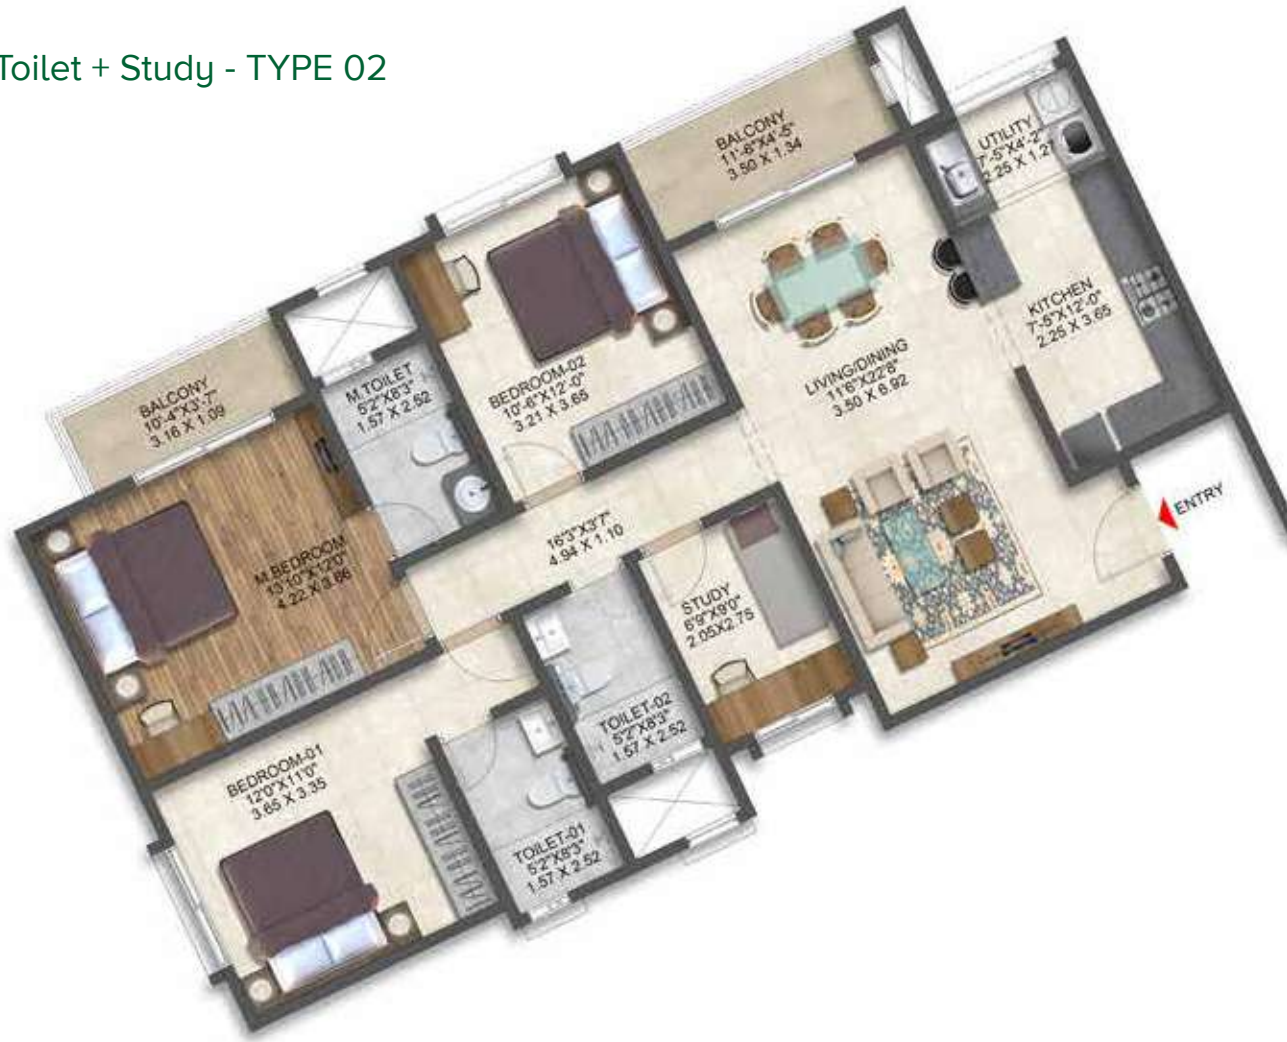 Toilet + Study - TYPE 02
BALCONY
11'-6"X4'-5"
3.50 X 1.34
UTILITY
7'-5"X4'-2"
2.25 X 1.27
KITCHEN
7'-5"X12'-0"
2.25 X 3.65
LIVING/DINING
11'6"X22'8"
3.50 X 6.92
ENTRY
BEDROOM-02
10'-6"X12'-0"
3.21 X 3.65
M.TOILET
5'2"X8'3"
1.57 X 2.52
BALCONY
10'-4"X3'-7"
3.16 X 1.09
M.BEDROOM
13'10"X12'0"
4.22 X 3.66
16'3"X3'7"
4.94 X 1.10
STUDY
6'9"X9'0"
2.05X2.75
TOILET-02
5'2"X8'3"
1.57 X 2.52
BEDROOM-01
12'0"X11'0"
3.65 X 3.35
TOILET-01
5'2"X8'3"
1.57 X 2.52